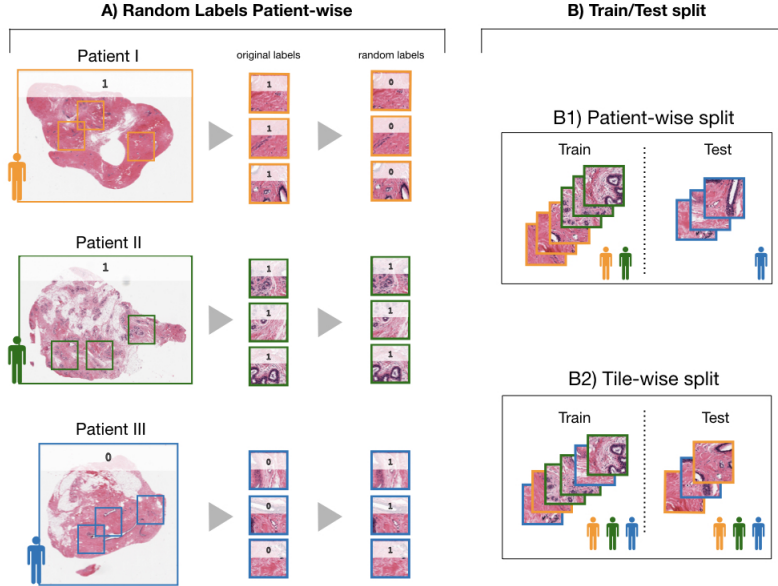 A) Random Labels Patient-wise
B) Train/Test split
Patient I
original labels
random labels
1
1
0
1
0
1
0
B1) Patient-wise split
Train
Test
Patient II
1
1
1
1
1
1
1
B2) Tile-wise split
Train
Test
Patient III
0
0
1
0
1
0
1